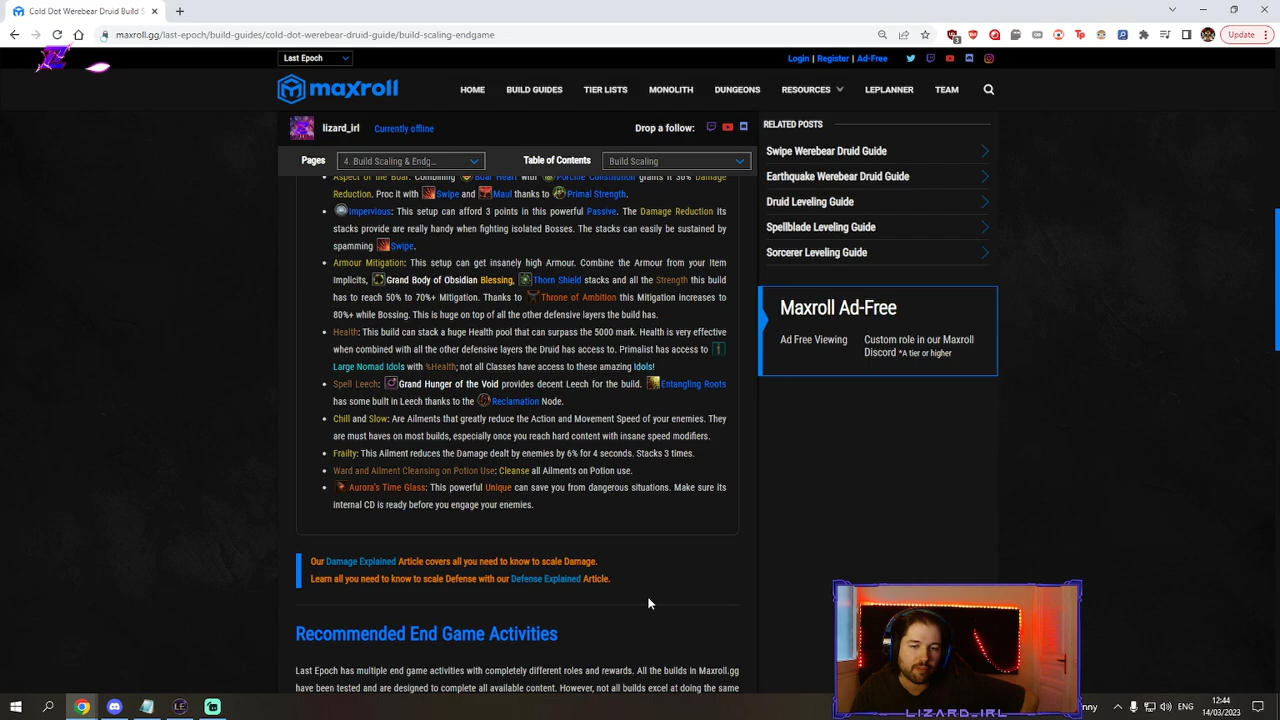 Cold Dot Werebear Druid Build S
maxroll.gg/last-epoch/build-guides/cold-dot-werebear-druid-guide/build-scaling-endgame
3
Update
Last Epoch
Login | Register | Ad-Free
maxroll
HOME BUILD GUIDES TIER LISTS MONOLITH DUNGEONS RESOURCES LEPLANNER TEAM
lizard_irl Currently offline Drop a follow:
RELATED POSTS
Pages 4. Build Scaling & Endg... Table of Contents Build Scaling
Swipe Werebear Druid Guide
Earthquake Werebear Druid Guide
Druid Leveling Guide
Spellblade Leveling Guide
Sorcerer Leveling Guide
Maxroll Ad-Free
Ad Free Viewing
Custom role in our Maxroll
Discord *A tier or higher
Aspect of the Boar: Combining Boar Heart with Porcine Constitution grants it 36% Damage
Reduction. Proc it with Swipe and Maul thanks to Primal Strength.
Impervious: This setup can afford 3 points in this powerful Passive. The Damage Reduction its
stacks provide are really handy when fighting isolated Bosses. The stacks can easily be sustained by
spamming Swipe.
Armour Mitigation: This setup can get insanely high Armour. Combine the Armour from your Item
Implicits, Grand Body of Obsidian Blessing, Thorn Shield stacks and all the Strength this build
has to reach 50% to 70%+ Mitigation. Thanks to Throne of Ambition this Mitigation increases to
80%+ while Bossing. This is huge on top of all the other defensive layers the build has.
Health: This build can stack a huge Health pool that can surpass the 5000 mark. Health is very effective
when combined with all the other defensive layers the Druid has access to. Primalist has access to
Large Nomad Idols with %Health; not all Classes have access to these amazing Idols!
Spell Leech: Grand Hunger of the Void provides decent Leech for the build. Entangling Roots
has some built in Leech thanks to the Reclamation Node.
Chill and Slow: Are Ailments that greatly reduce the Action and Movement Speed of your enemies. They
are must haves on most builds, especially once you reach hard content with insane speed modifiers.
Frailty: This Ailment reduces the Damage dealt by enemies by 6% for 4 seconds. Stacks 3 times.
Ward and Ailment Cleansing on Potion Use: Cleanse all Ailments on Potion use.
Aurora's Time Glass: This powerful Unique can save you from dangerous situations. Make sure its
internal CD is ready before you engage your enemies.
Our Damage Explained Article covers all you need to know to scale Damage.
Learn all you need to know to scale Defense with our Defense Explained Article.
Recommended End Game Activities
Last Epoch has multiple end game activities with completely different roles and rewards. All the builds in Maxroll.gg
have been tested and are designed to complete all available content. However, not all builds excel at doing the same
LIZARD_IRL
nny
ENG
12:44
14/03/2023